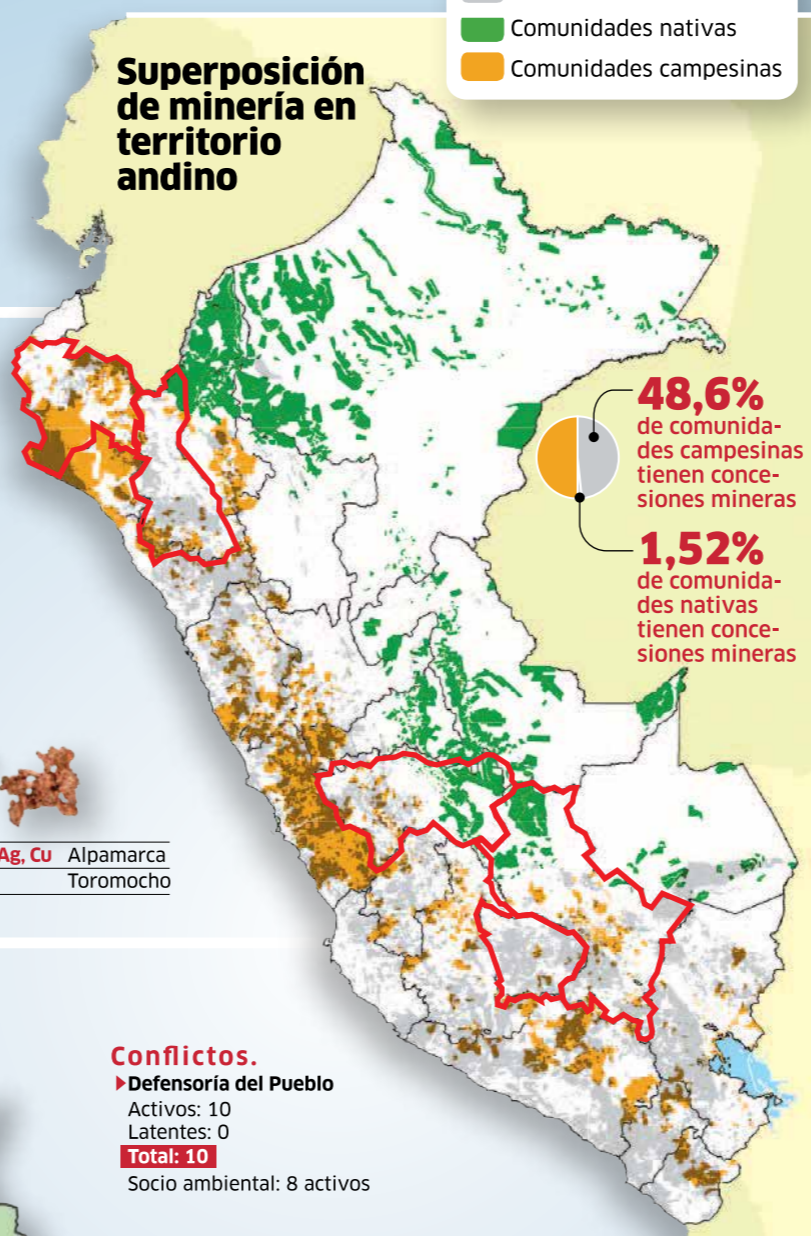 Comunidades nativas
Comunidades campesinas
Superposición
de minería en
territorio
andino
48,6%
de comunida-
des campesinas
tienen conce-
siones mineras
1,52%
de comunida-
des nativas
tienen conce-
siones mineras
Ag, Cu Alpamarca
Toromocho
Conflictos.
Defensoría del Pueblo
Activos: 10
Latentes: 0
Total: 10
Socio ambiental: 8 activos